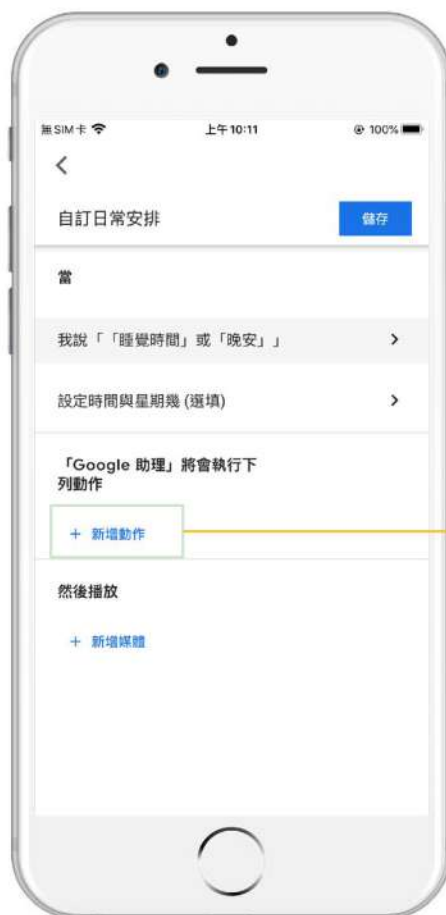 無SIM卡 上午10:11 100%
自訂日常安排 儲存
當
我說「「睡覺時間」或「晚安」」
設定時間與星期幾 (選填)
「Google 助理」將會執行下
列動作
+ 新增動作
然後播放
+ 新增媒體